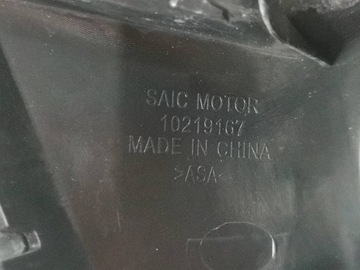 SAIC MOTOR
10219167
MADE IN CHINA
>ASA<